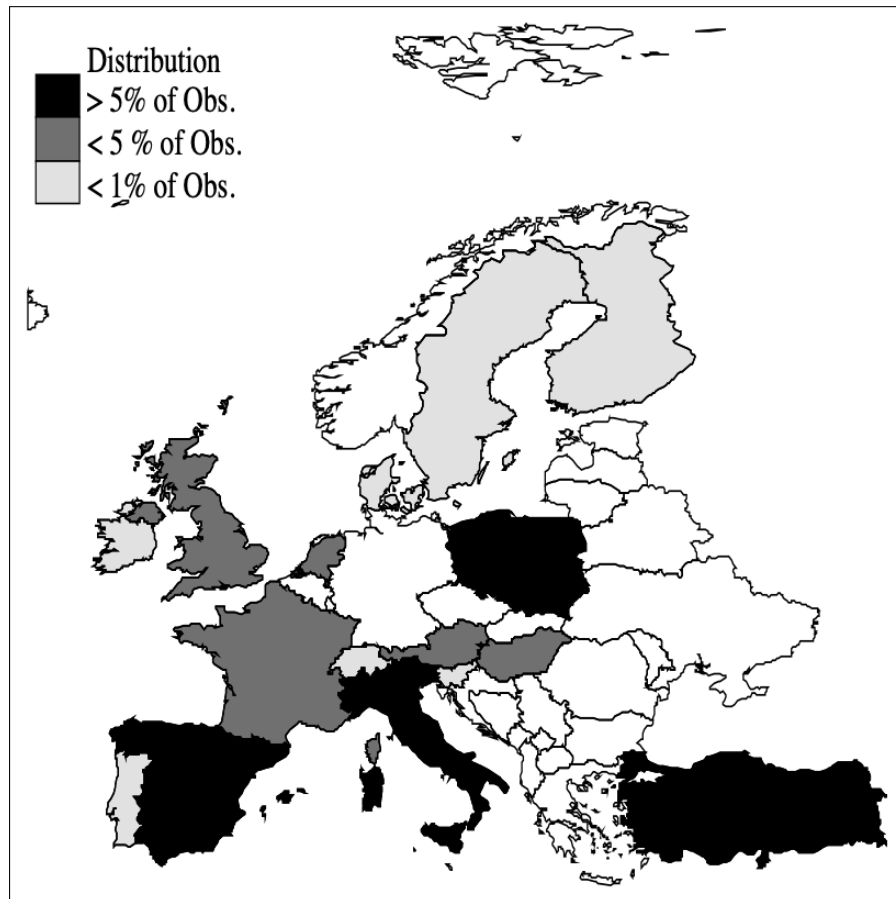 Distribution
> 5% of Obs.
< 5 % of Obs.
< 1% of Obs.